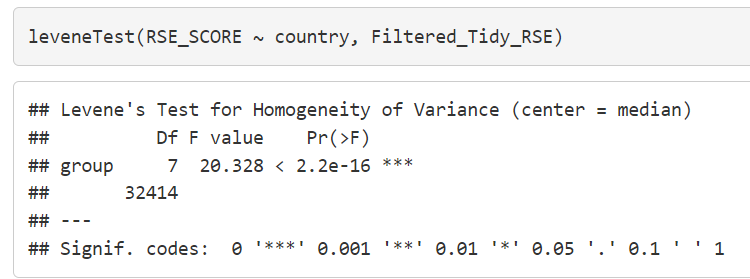 leveneTest(RSE_SCORE ~ country, Filtered_Tidy_RSE)
## Levene's Test for Homogeneity of Variance (center = median)
##          Df F value    Pr(>F)
## group     7  20.328 < 2.2e-16 ***
##       32414
## ---
## Signif. codes:  0 '***' 0.001 '**' 0.01 '*' 0.05 '.' 0.1 ' ' 1